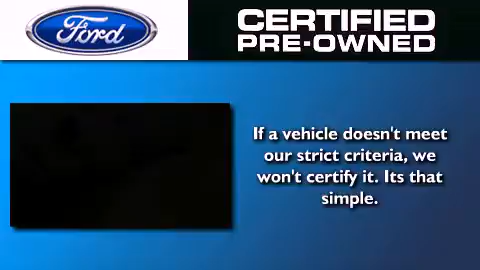 Ford
CERTIFIED
PRE-OWNED
If a vehicle doesn't meet
our strict criteria, we
won't certify it. Its that
simple.